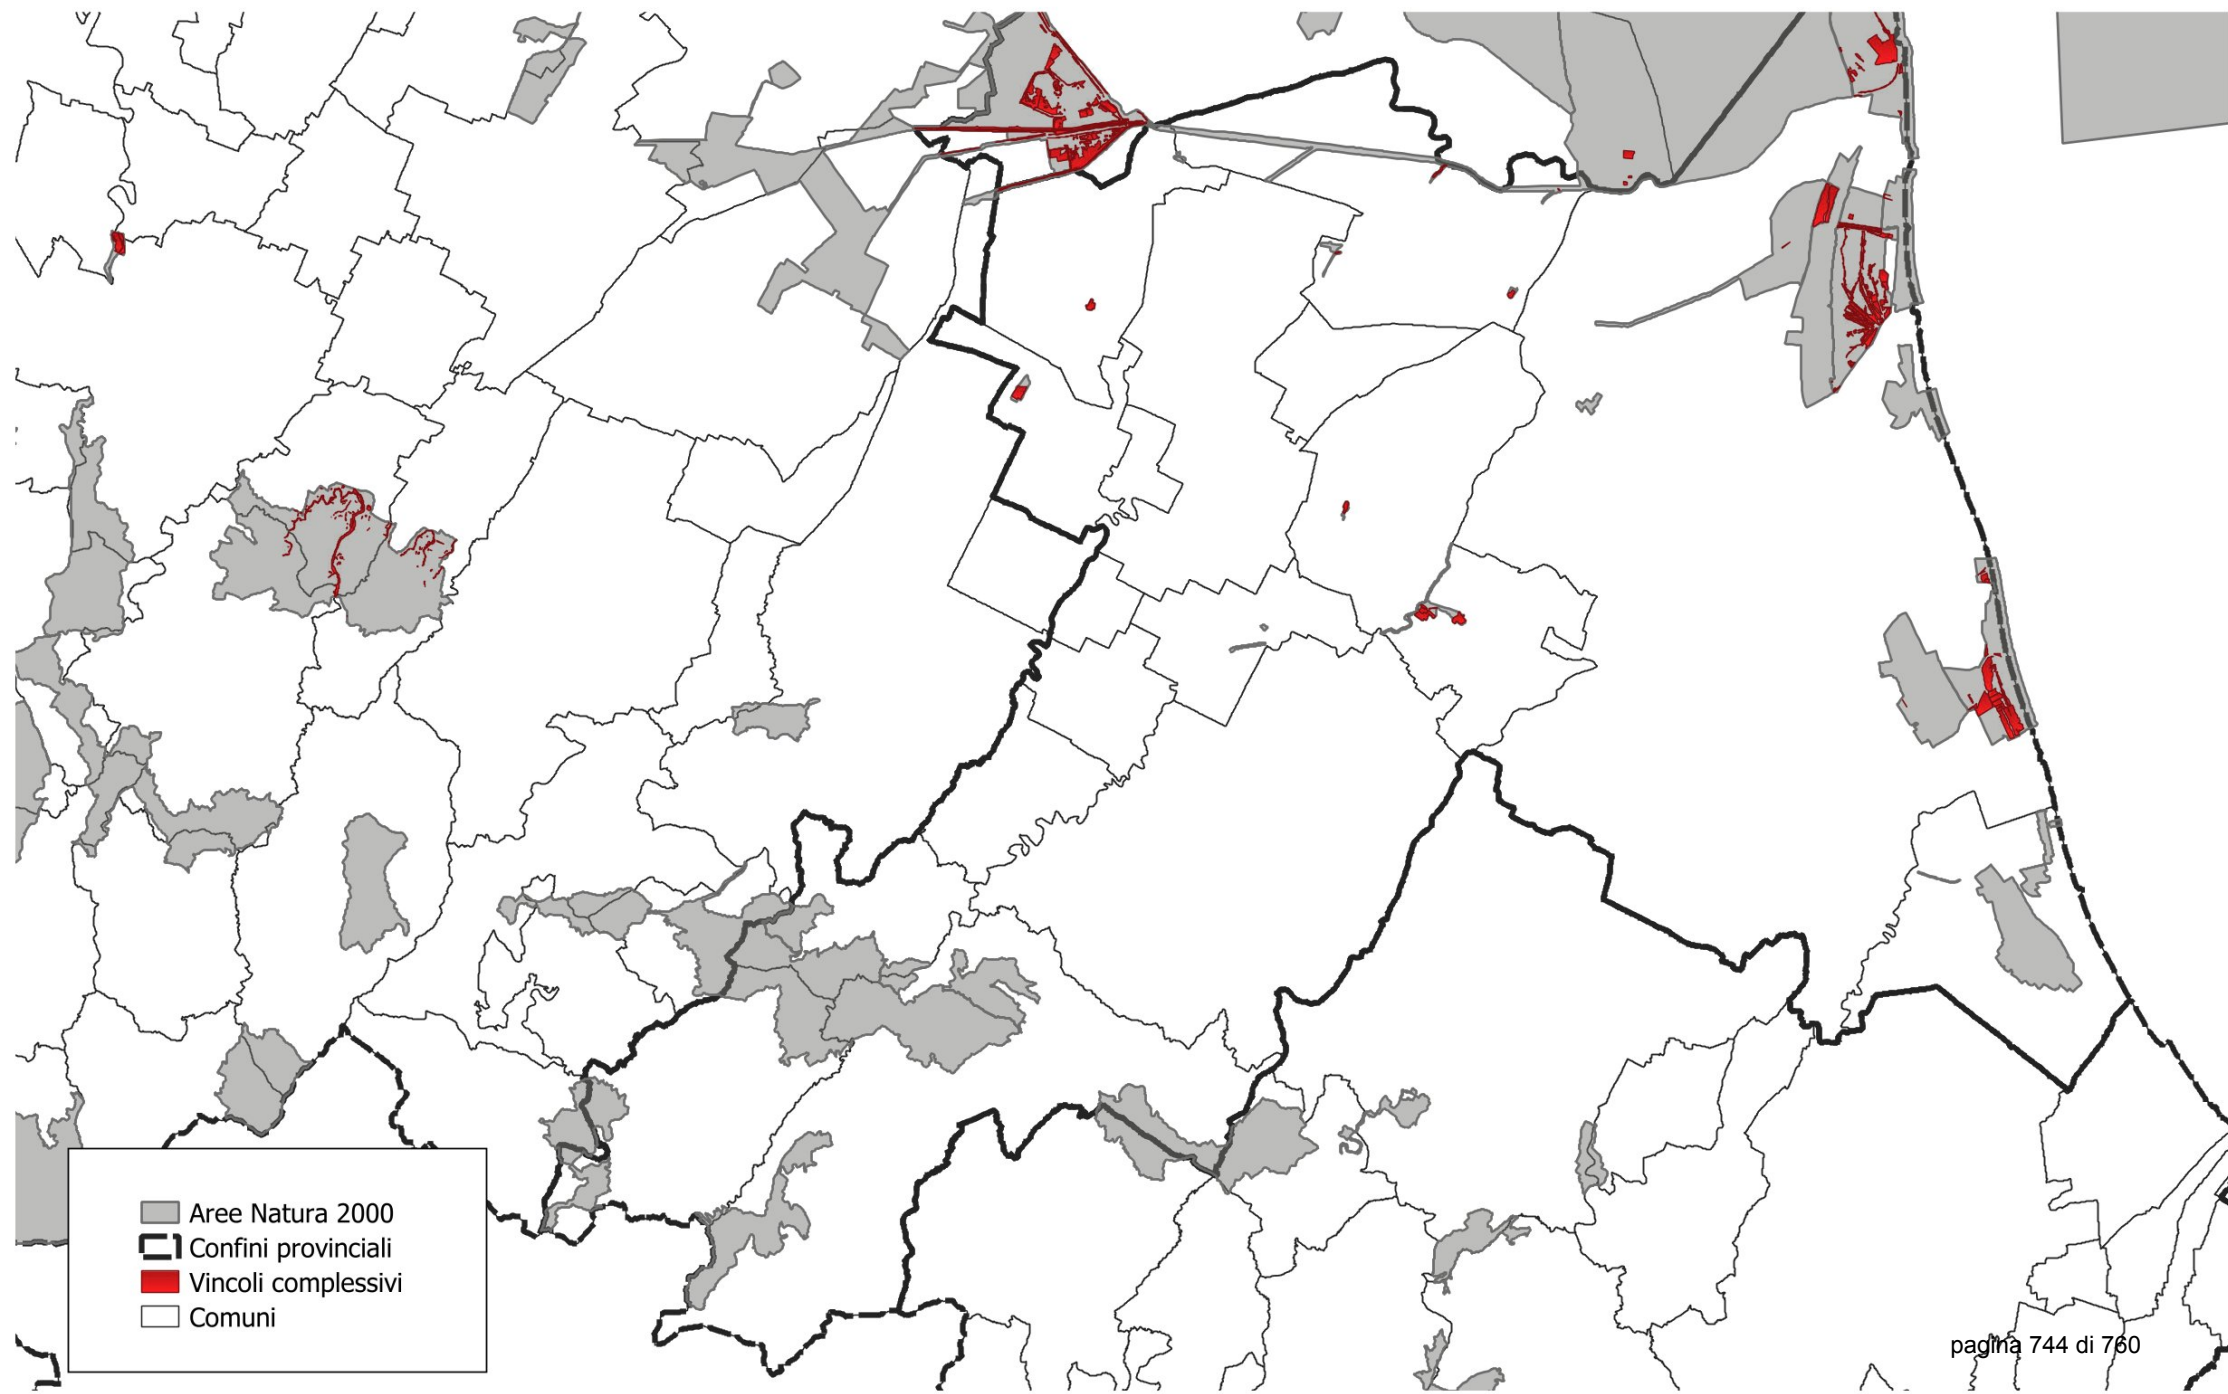 Aree Natura 2000
Confini provinciali
Vincoli complessivi
Comuni
pagina 744 di 760